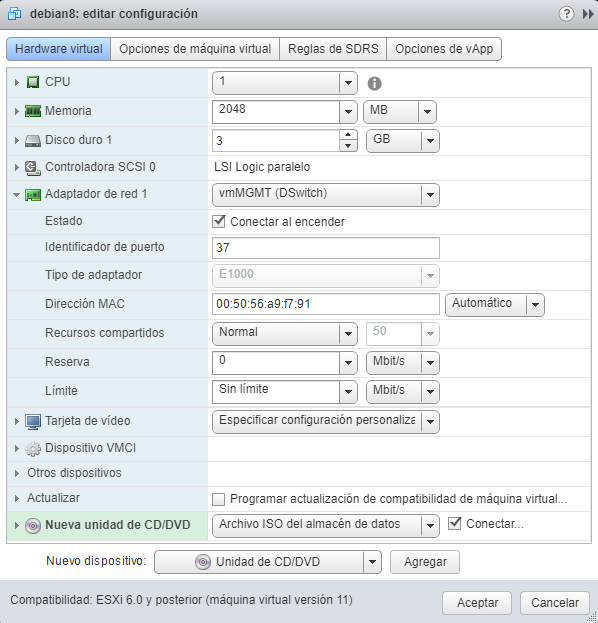 debian8: editar configuración
?
Hardware virtual Opciones de máquina virtual Reglas de SDRS Opciones de vApp
CPU 1
Memoria 2048 MB
Disco duro 1 3 GB
Controladora SCSI 0 LSI Logic paralelo
Adaptador de red 1 vmMGMT (DSwitch)
Estado Conectar al encender
Identificador de puerto 37
Tipo de adaptador E1000
Dirección MAC 00:50:56:a9:f7:91 Automático
Recursos compartidos Normal 50
Reserva 0 Mbit/s
Límite Sin límite Mbit/s
Tarjeta de vídeo Especificar configuración personaliza
Dispositivo VMCI
Otros dispositivos
Actualizar Programar actualización de compatibilidad de máquina virtual...
Nueva unidad de CD/DVD Archivo ISO del almacén de datos Conectar...
Nuevo dispositivo: Unidad de CD/DVD Agregar
Compatibilidad: ESXi 6.0 y posterior (máquina virtual versión 11) Aceptar Cancelar